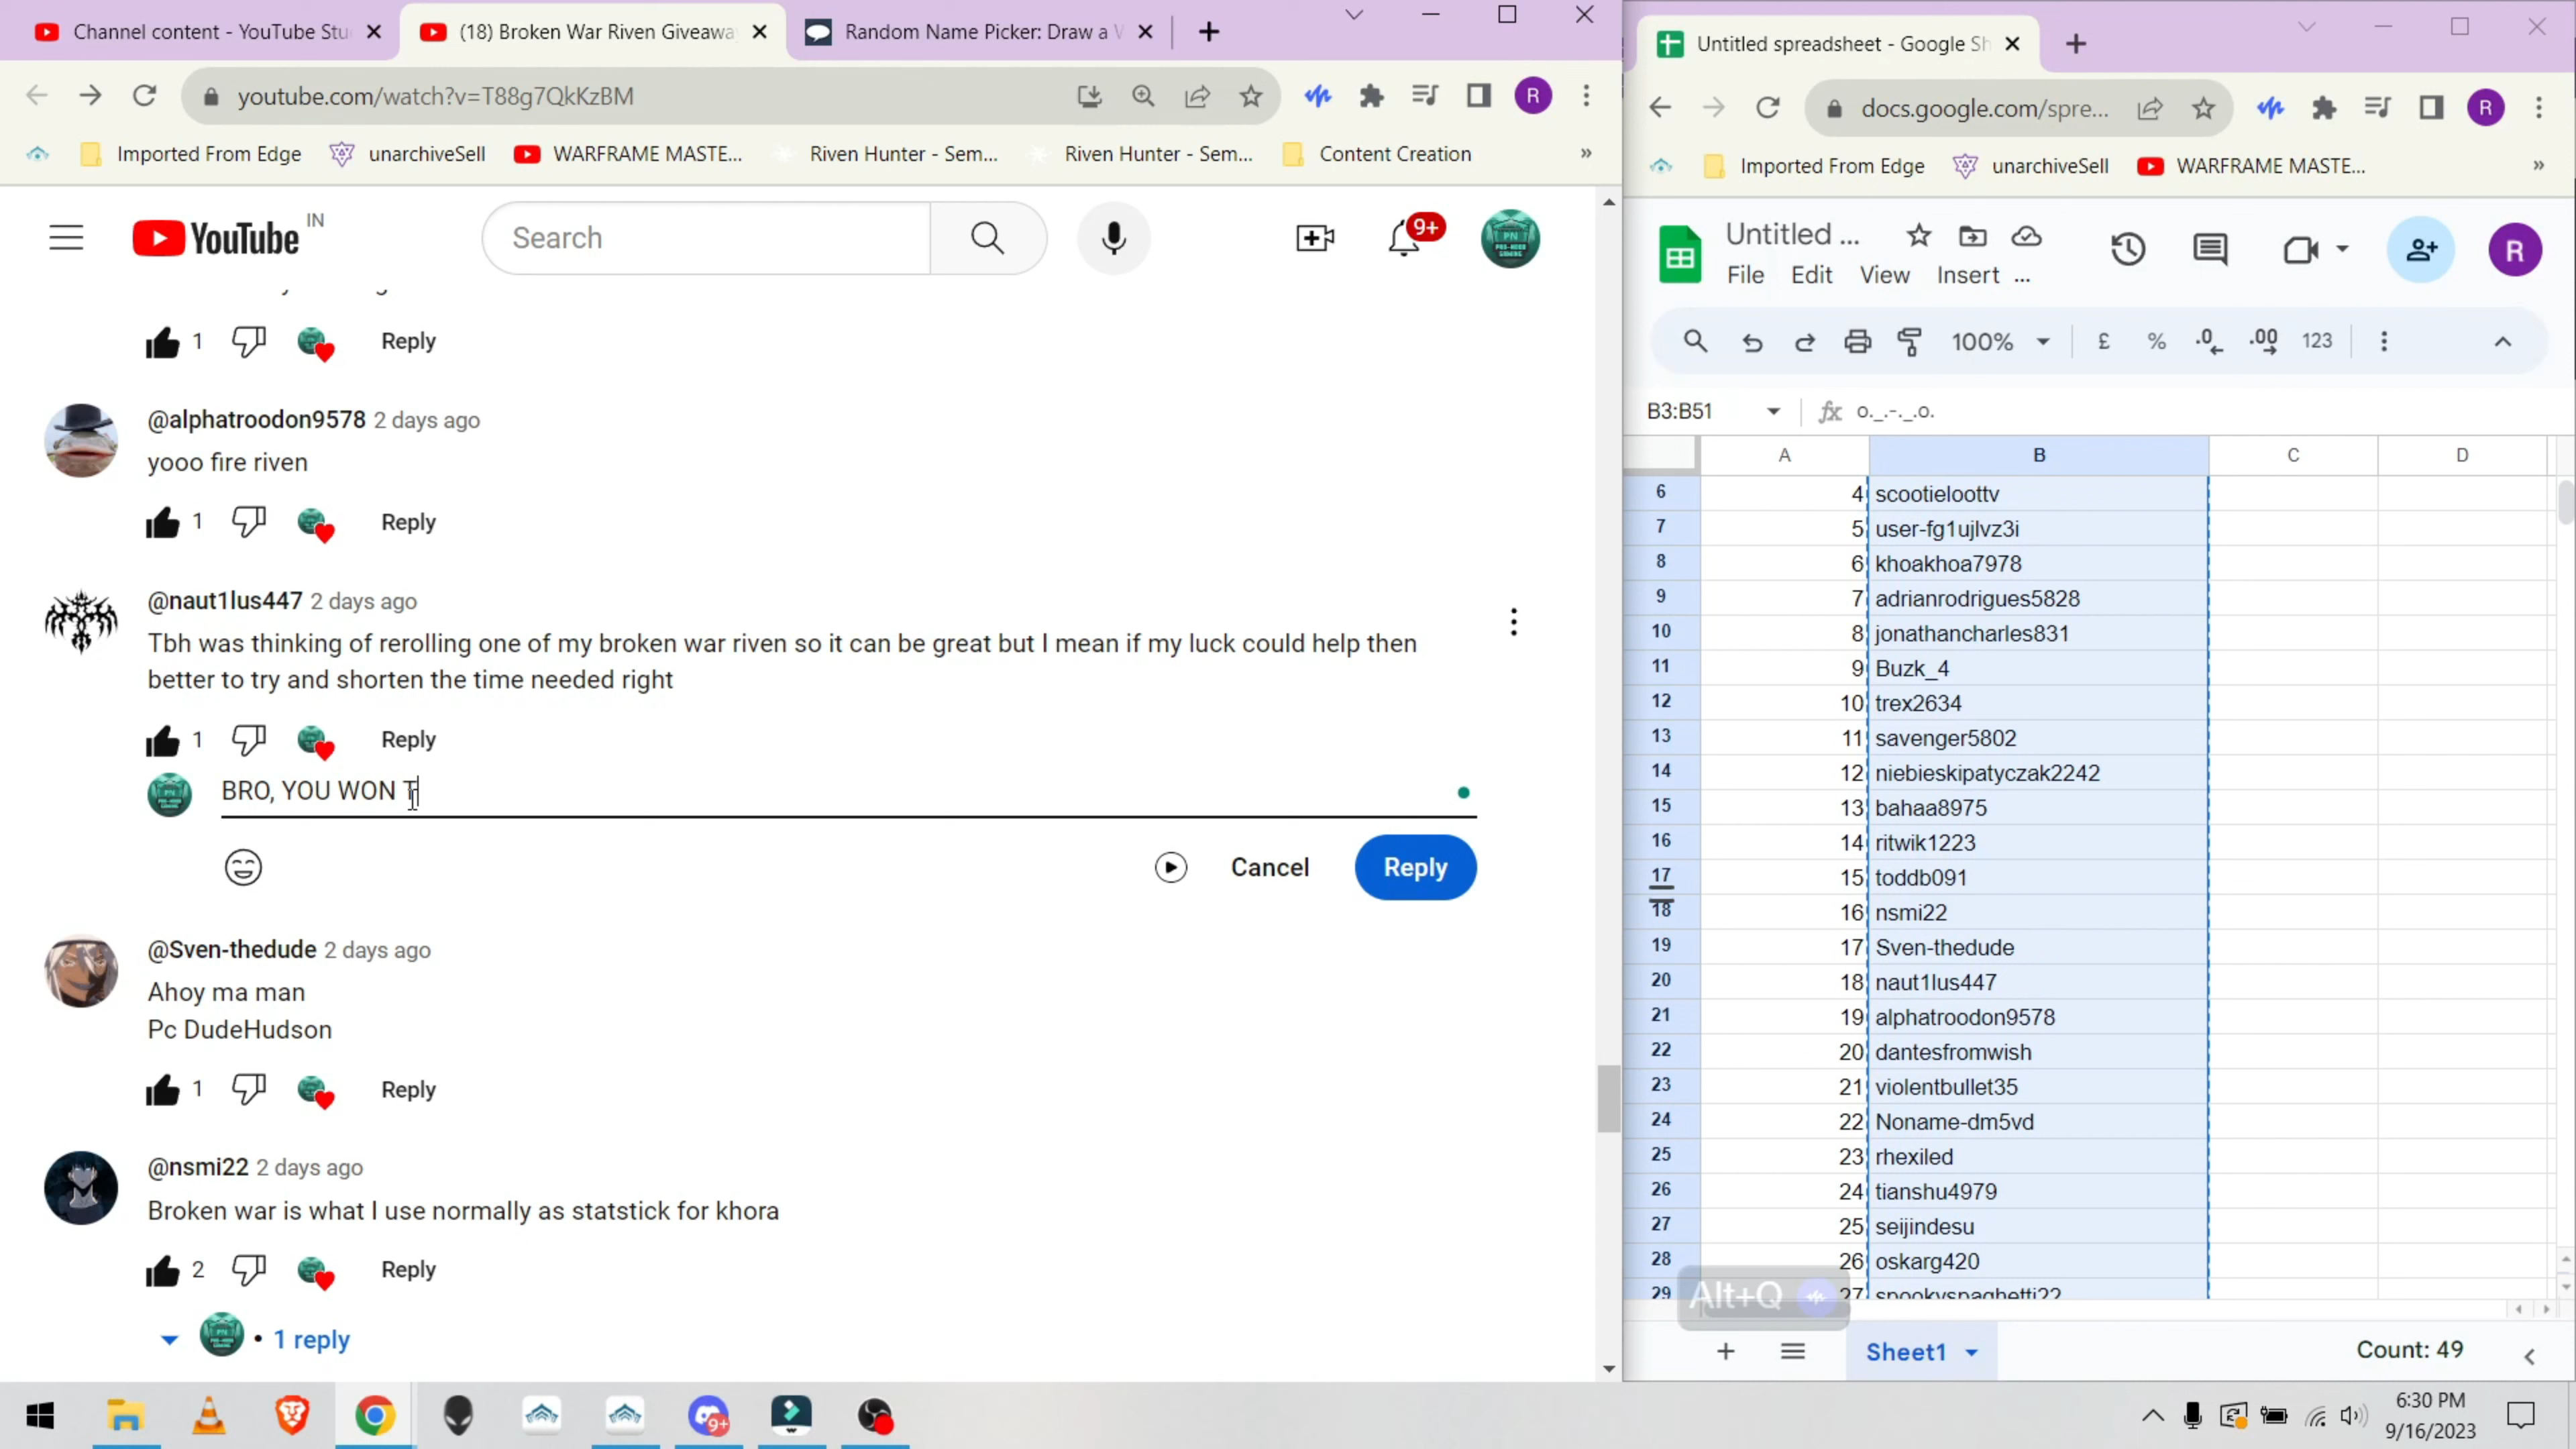 Channel content - YouTube Stu
(18) Broken War Riven Giveawa
Random Name Picker: Draw a W
youtube.com/watch?v=T88g7QkKzBM
R
Imported From Edge
unarchiveSell
WARFRAME MASTE...
Riven Hunter - Sem...
Riven Hunter - Sem...
Content Creation
»
YouTube IN
Search
9+
1
Reply
@alphatroodon9578 2 days ago
yooo fire riven
1
Reply
@naut1lus447 2 days ago
Tbh was thinking of rerolling one of my broken war riven so it can be great but I mean if my luck could help then
better to try and shorten the time needed right
1
Reply
BRO, YOU WON T
Cancel
Reply
@Sven-thedude 2 days ago
Ahoy ma man
Pc DudeHudson
1
Reply
@nsmi22 2 days ago
Broken war is what I use normally as statstick for khora
2
Reply
• 1 reply
Untitled spreadsheet - Google Sh
docs.google.com/spre...
R
Imported From Edge
unarchiveSell
WARFRAME MASTE...
»
Untitled ...
File Edit View Insert ...
R
100%
£ % .0 .00 123
B3:B51
fx o._.-._.o.
A B C D
6 4 scootieloottv
7 5 user-fg1ujlvz3i
8 6 khoakhoa7978
9 7 adrianrodrigues5828
10 8 jonathancharles831
11 9 Buzk_4
12 10 trex2634
13 11 savenger5802
14 12 niebieskipatyczak2242
15 13 bahaa8975
16 14 ritwik1223
17 15 toddb091
18 16 nsmi22
19 17 Sven-thedude
20 18 naut1lus447
21 19 alphatroodon9578
22 20 dantesfromwish
23 21 violentbullet35
24 22 Noname-dm5vd
25 23 rhexiled
26 24 tianshu4979
27 25 seijindesu
28 26 oskarg420
29 27 spookyspaghetti22
Alt+Q
Sheet1
Count: 49
9+
6:30 PM
9/16/2023